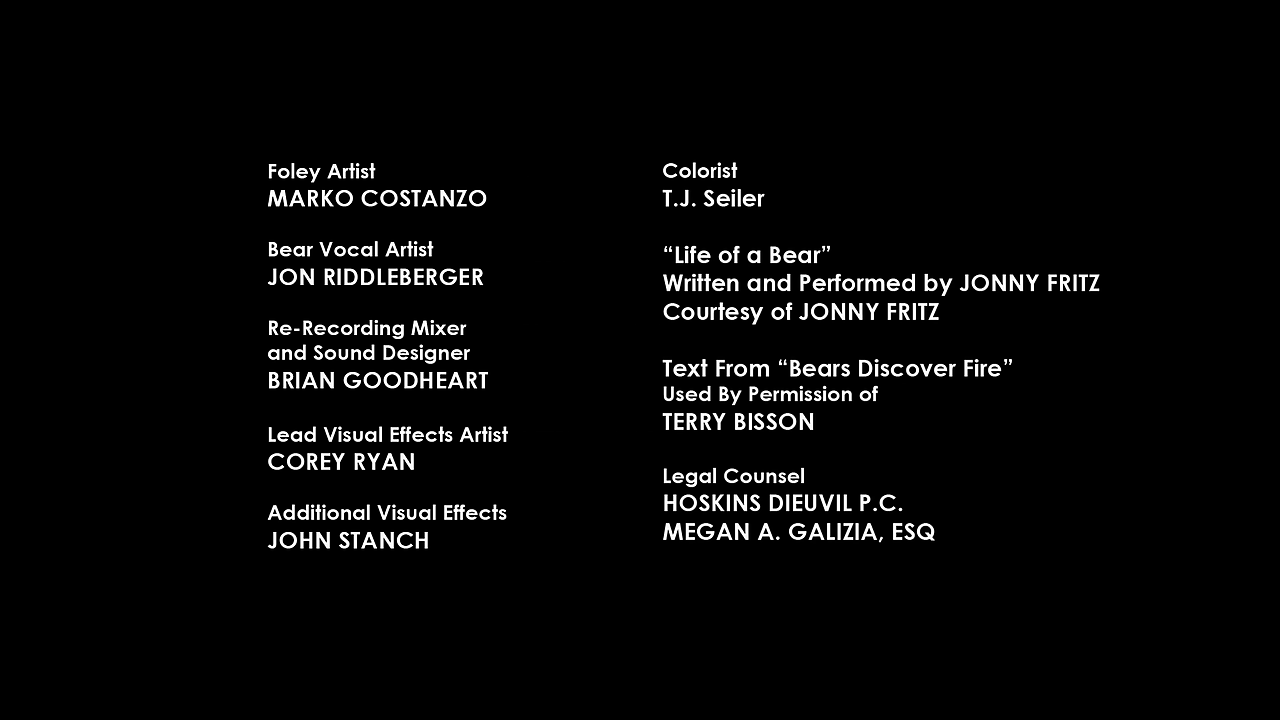 Foley Artist
MARKO COSTANZO
Bear Vocal Artist
JON RIDDLEBERGER
Re-Recording Mixer
and Sound Designer
BRIAN GOODHEART
Lead Visual Effects Artist
COREY RYAN
Additional Visual Effects
JOHN STANCH
Colorist
T.J. Seiler
“Life of a Bear”
Written and Performed by JONNY FRITZ
Courtesy of JONNY FRITZ
Text From “Bears Discover Fire”
Used By Permission of
TERRY BISSON
Legal Counsel
HOSKINS DIEUVIL P.C.
MEGAN A. GALIZIA, ESQ